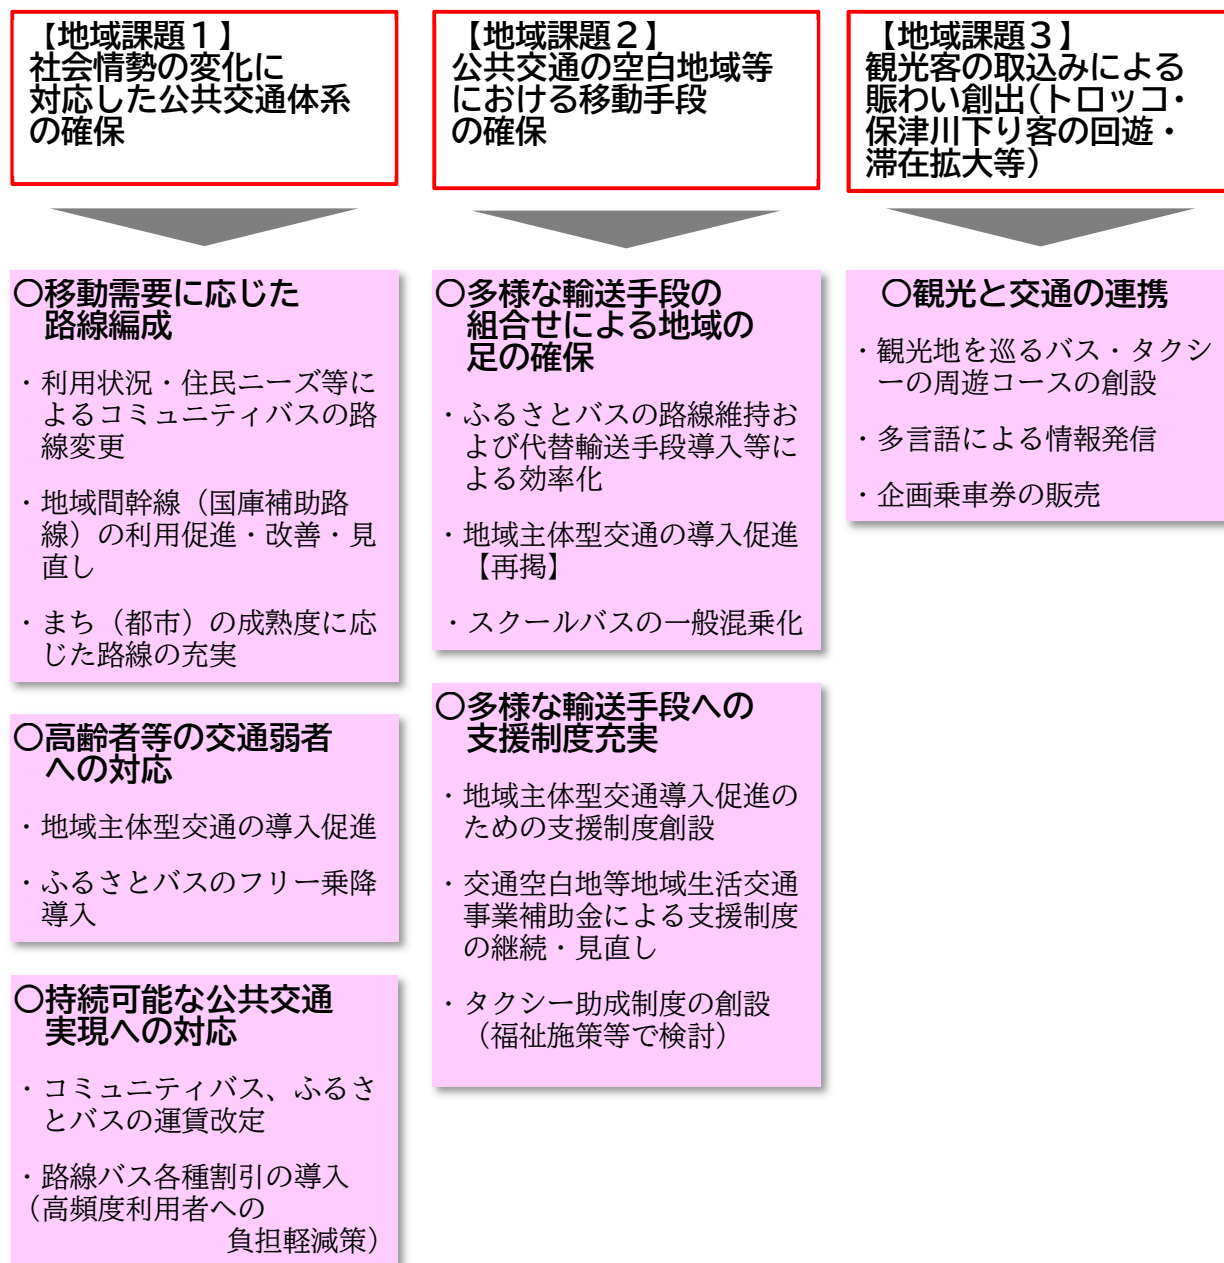 【地域課題１】
社会情勢の変化に
対応した公共交通体系
の確保
〇移動需要に応じた
路線編成
・利用状況・住民ニーズ等に
よるコミュニティバスの路
線変更
・地域間幹線（国庫補助路
線）の利用促進・改善・見
直し
・まち（都市）の成熟度に応
じた路線の充実
〇高齢者等の交通弱者
への対応
・地域主体型交通の導入促進
・ふるさとバスのフリー乗降
導入
〇持続可能な公共交通
実現への対応
・コミュニティバス、ふるさ
とバスの運賃改定
・路線バス各種割引の導入
（高頻度利用者への
負担軽減策）
【地域課題２】
公共交通の空白地域等
における移動手段
の確保
〇多様な輸送手段の
組合せによる地域の
足の確保
・ふるさとバスの路線維持お
よび代替輸送手段導入等に
よる効率化
・地域主体型交通の導入促進
【再掲】
・スクールバスの一般混乗化
〇多様な輸送手段への
支援制度充実
・地域主体型交通導入促進の
ための支援制度創設
・交通空白地等地域生活交通
事業補助金による支援制度
の継続・見直し
・タクシー助成制度の創設
（福祉施策等で検討）
【地域課題３】
観光客の取込みによる
賑わい創出（トロッコ・
保津川下り客の回遊・
滞在拡大等）
〇観光と交通の連携
・観光地を巡るバス・タクシ
ーの周遊コースの創設
・多言語による情報発信
・企画乗車券の販売